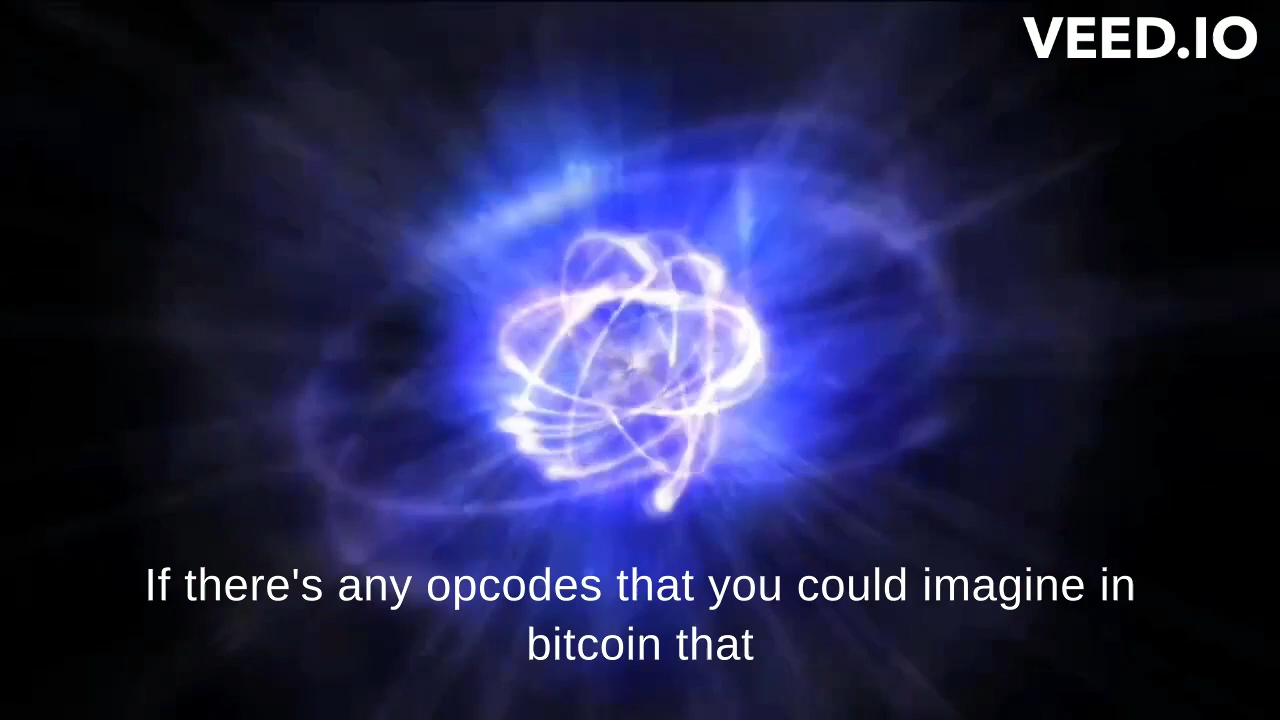 VEED.IO
If there's any opcodes that you could imagine in
bitcoin that